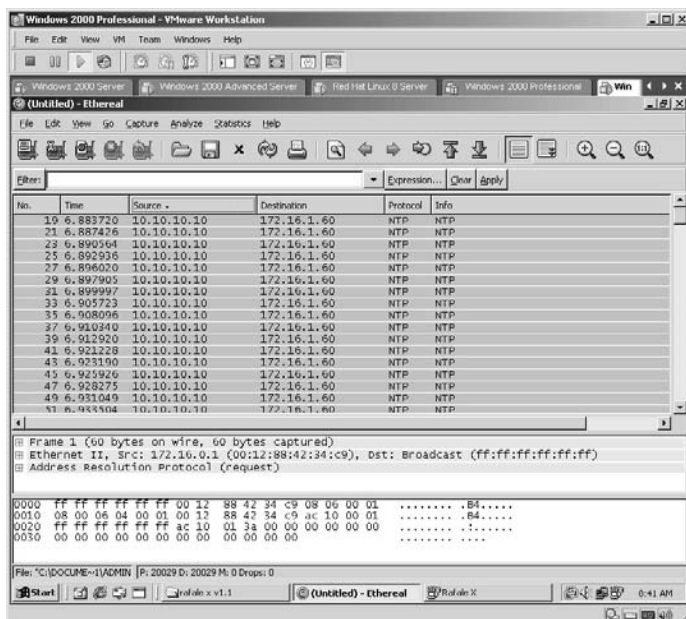 Windows 2000 Professional - VMware Workstation
File Edit View VM Team Windows Help
Windows 2000 Server Windows 2000 Advanced Server Red Hat Linux 8 Server Windows 2000 Professional Win
(Untitled) - Ethereal
File Edit View Go Capture Analyze Statistics Help
Filter: Expression... Clear Apply
No. Time Source Destination Protocol Info
19 6.883720 10.10.10.10 172.16.1.60 NTP NTP
21 6.887426 10.10.10.10 172.16.1.60 NTP NTP
23 6.890564 10.10.10.10 172.16.1.60 NTP NTP
25 6.892936 10.10.10.10 172.16.1.60 NTP NTP
27 6.896020 10.10.10.10 172.16.1.60 NTP NTP
29 6.897905 10.10.10.10 172.16.1.60 NTP NTP
31 6.899997 10.10.10.10 172.16.1.60 NTP NTP
33 6.905723 10.10.10.10 172.16.1.60 NTP NTP
35 6.908096 10.10.10.10 172.16.1.60 NTP NTP
37 6.910340 10.10.10.10 172.16.1.60 NTP NTP
39 6.912920 10.10.10.10 172.16.1.60 NTP NTP
41 6.921228 10.10.10.10 172.16.1.60 NTP NTP
43 6.923190 10.10.10.10 172.16.1.60 NTP NTP
45 6.925926 10.10.10.10 172.16.1.60 NTP NTP
47 6.928275 10.10.10.10 172.16.1.60 NTP NTP
49 6.931049 10.10.10.10 172.16.1.60 NTP NTP
51 6.933504 10.10.10.10 172.16.1.60 NTP NTP
Frame 1 (60 bytes on wire, 60 bytes captured)
Ethernet II, Src: 172.16.0.1 (00:12:88:42:34:c9), Dst: Broadcast (ff:ff:ff:ff:ff:ff)
Address Resolution Protocol (request)
0000 ff ff ff ff ff ff 00 12 88 42 34 c9 08 06 00 01 ........ .B4.....
0010 08 00 06 04 00 01 00 12 88 42 34 c9 ac 10 00 01 ........ .B4.....
0020 ff ff ff ff ff ff ac 10 01 3a 00 00 00 00 00 00 ........ .:......
0030 00 00 00 00 00 00 00 00 00 00 00 00 ........ ....
File: "C:\DOCUME~1\ADMIN P: 20029 D: 20029 M: 0 Drops: 0
Start rafale x v1.1 (Untitled) - Ethereal Rafale X 0:41 AM